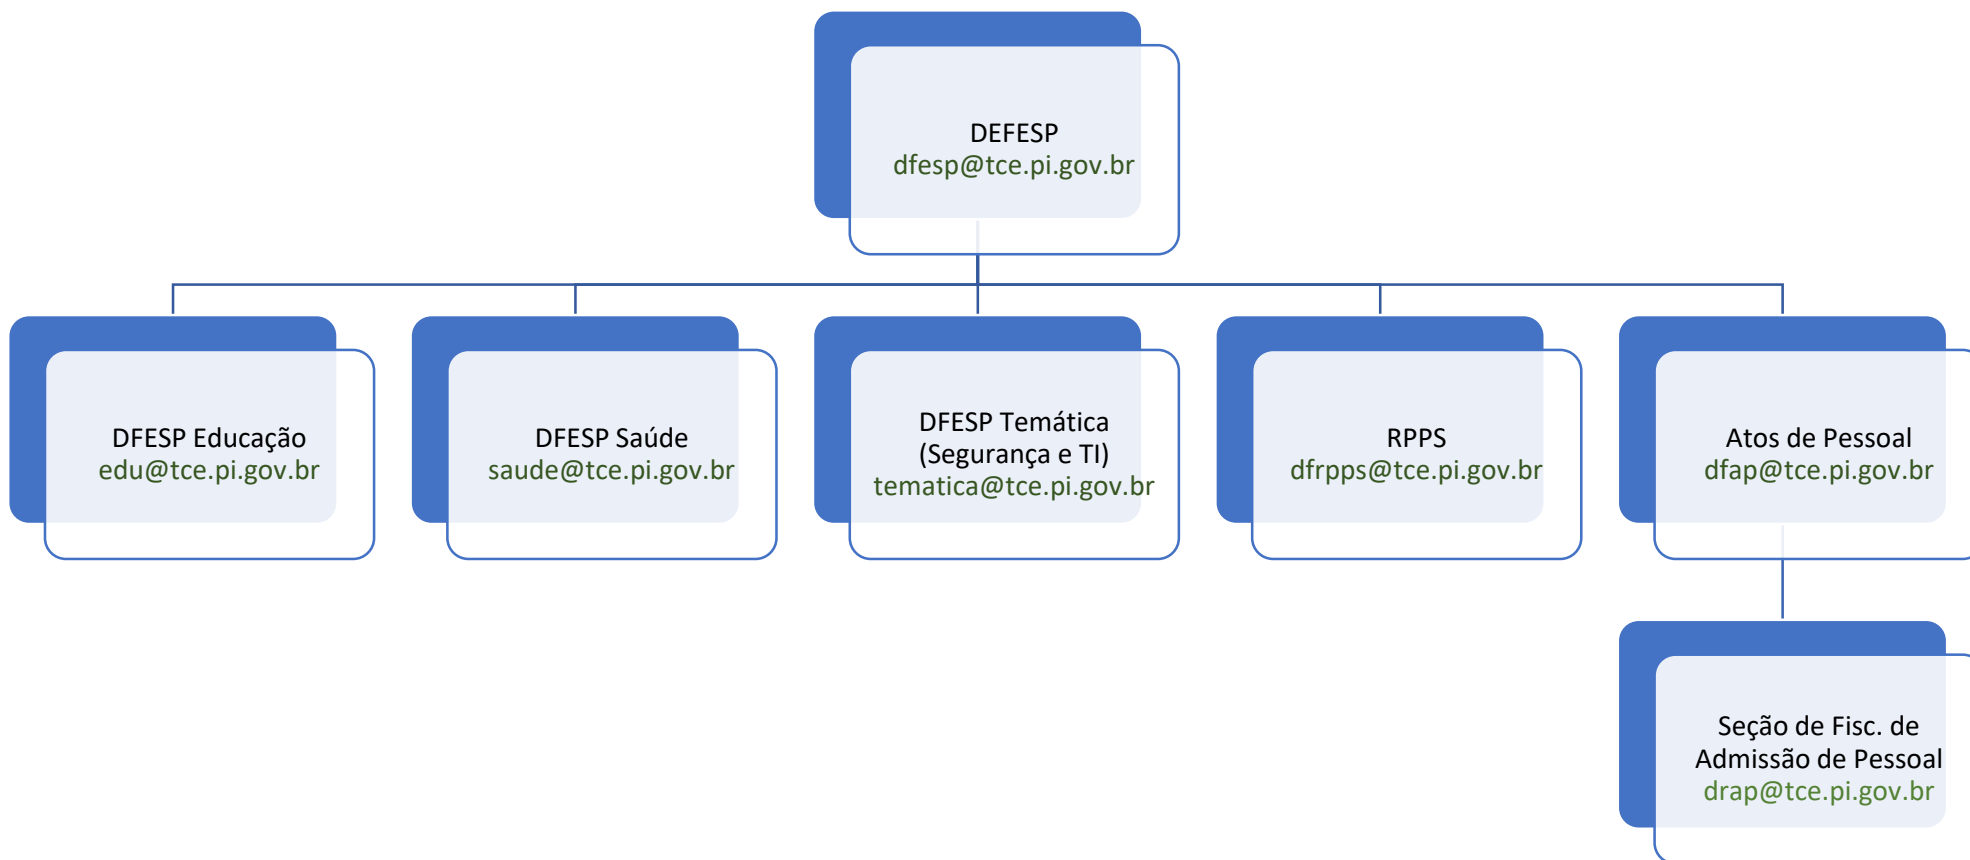 DEFESP
dfesp@tce.pi.gov.br
DFESP Educação
edu@tce.pi.gov.br
DFESP Saúde
saude@tce.pi.gov.br
DFESP Temática
(Segurança e TI)
tematica@tce.pi.gov.br
RPPS
dfrpps@tce.pi.gov.br
Atos de Pessoal
dfap@tce.pi.gov.br
Seção de Fisc. de
Admissão de Pessoal
drap@tce.pi.gov.br